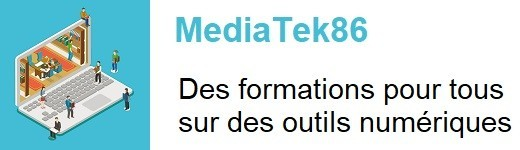 MediaTek86
Des formations pour tous
sur des outils numériques